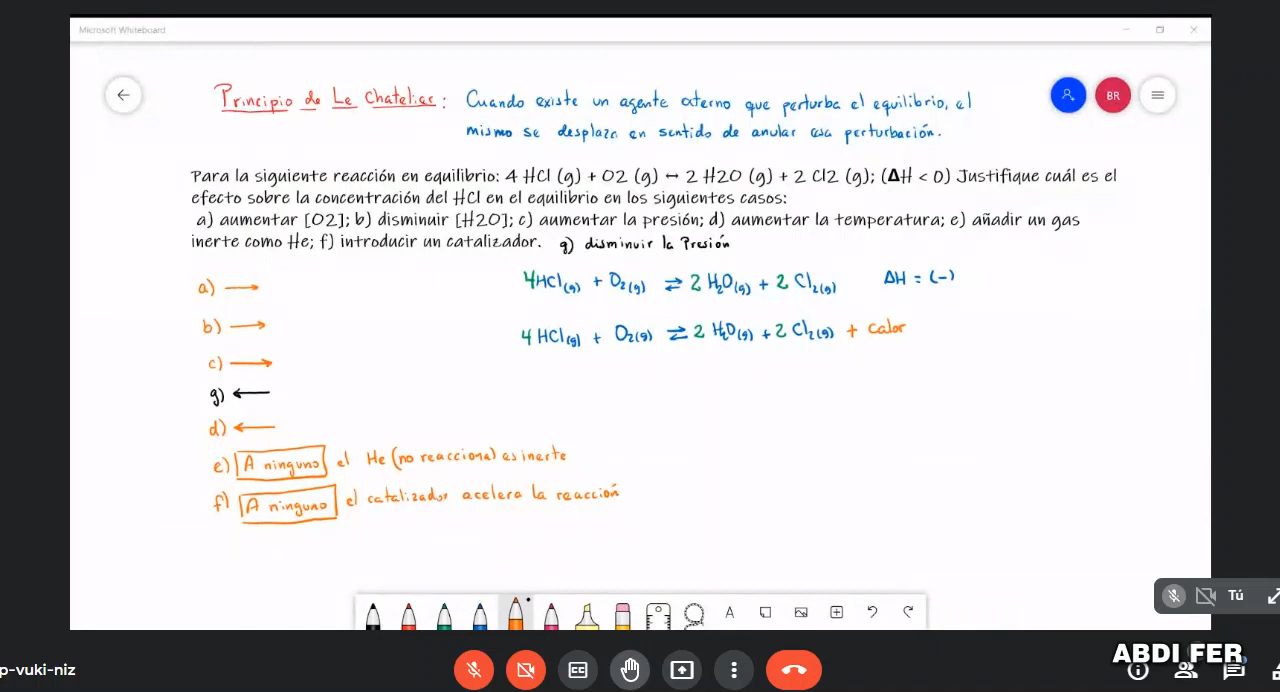 Microsoft Whiteboard
Principio de Le Chatelier: Cuando existe un agente externo que perturba el equilibrio, el
mismo se desplaza en sentido de anular esa perturbación.
BR
Para la siguiente reacción en equilibrio: 4 HCl (g) + O2 (g) ↔ 2 H2O (g) + 2 Cl2 (g); (ΔH < 0) Justifique cuál es el
efecto sobre la concentración del HCl en el equilibrio en los siguientes casos:
a) aumentar [O2]; b) disminuir [H2O]; c) aumentar la presión; d) aumentar la temperatura; e) añadir un gas
inerte como He; f) introducir un catalizador. g) disminuir la Presión
4HCl(g) + O2(g) ⇄ 2 H2O(g) + 2 Cl2(g) ΔH = (-)
a) →
b) →
4 HCl(g) + O2(g) ⇄ 2 H2O(g) + 2 Cl2(g) + calor
c) →
g) ←
d) ←
e) A ninguno el He (no reacciona) es inerte
f) A ninguno el catalizador acelera la reacción
A
Tú
ABDI FER
p-vuki-niz
CC